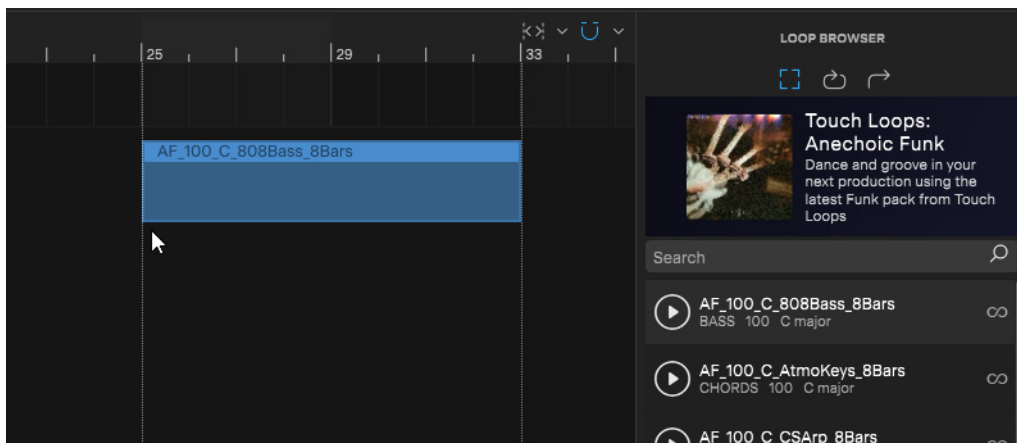 25
29
33
AF_100_C_808Bass_8Bars
LOOP BROWSER
Touch Loops:
Anechoic Funk
Dance and groove in your
next production using the
latest Funk pack from Touch
Loops
Search
AF_100_C_808Bass_8Bars
BASS 100 C major
AF_100_C_AtmoKeys_8Bars
CHORDS 100 C major
AF_100_C_CSArp_8Bars